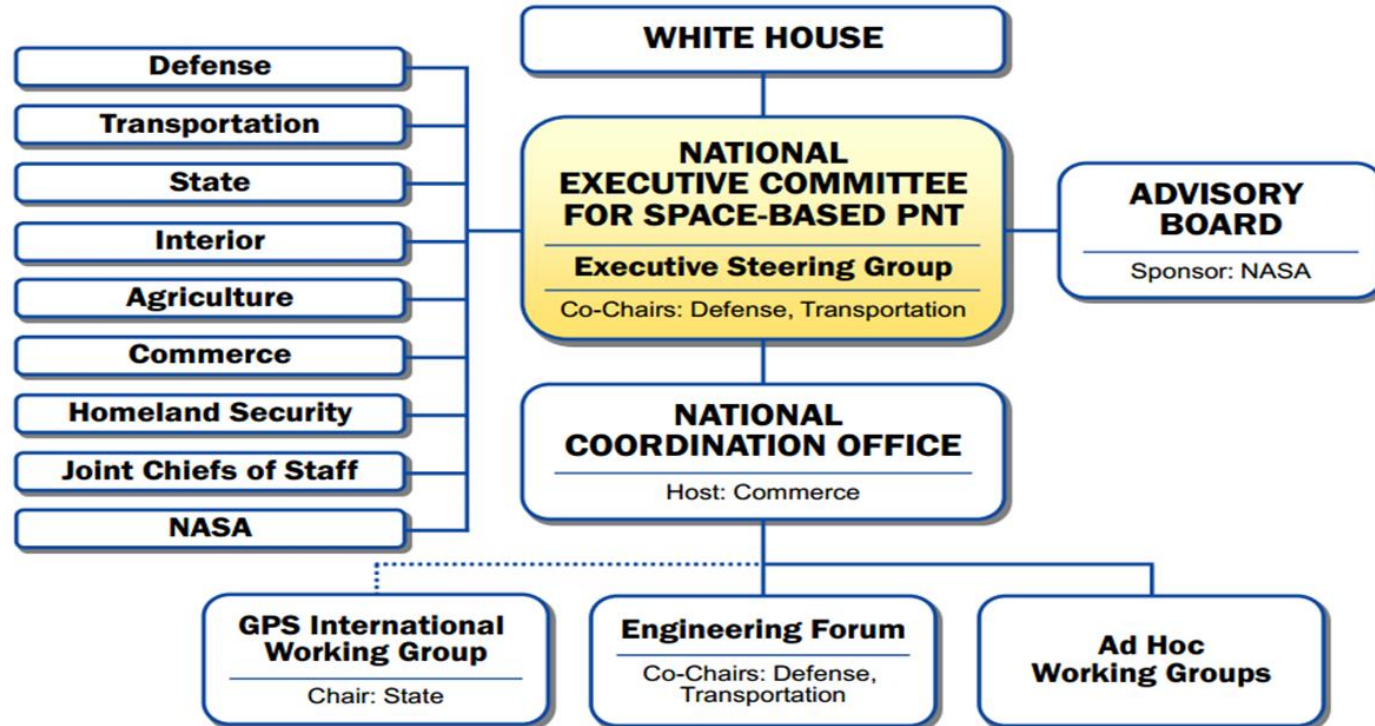 WHITE HOUSE
Defense
Transportation
State
Interior
Agriculture
Commerce
Homeland Security
Joint Chiefs of Staff
NASA
NATIONAL
EXECUTIVE COMMITTEE
FOR SPACE-BASED PNT
Executive Steering Group
Co-Chairs: Defense, Transportation
ADVISORY
BOARD
Sponsor: NASA
NATIONAL
COORDINATION OFFICE
Host: Commerce
GPS International
Working Group
Chair: State
Engineering Forum
Co-Chairs: Defense,
Transportation
Ad Hoc
Working Groups